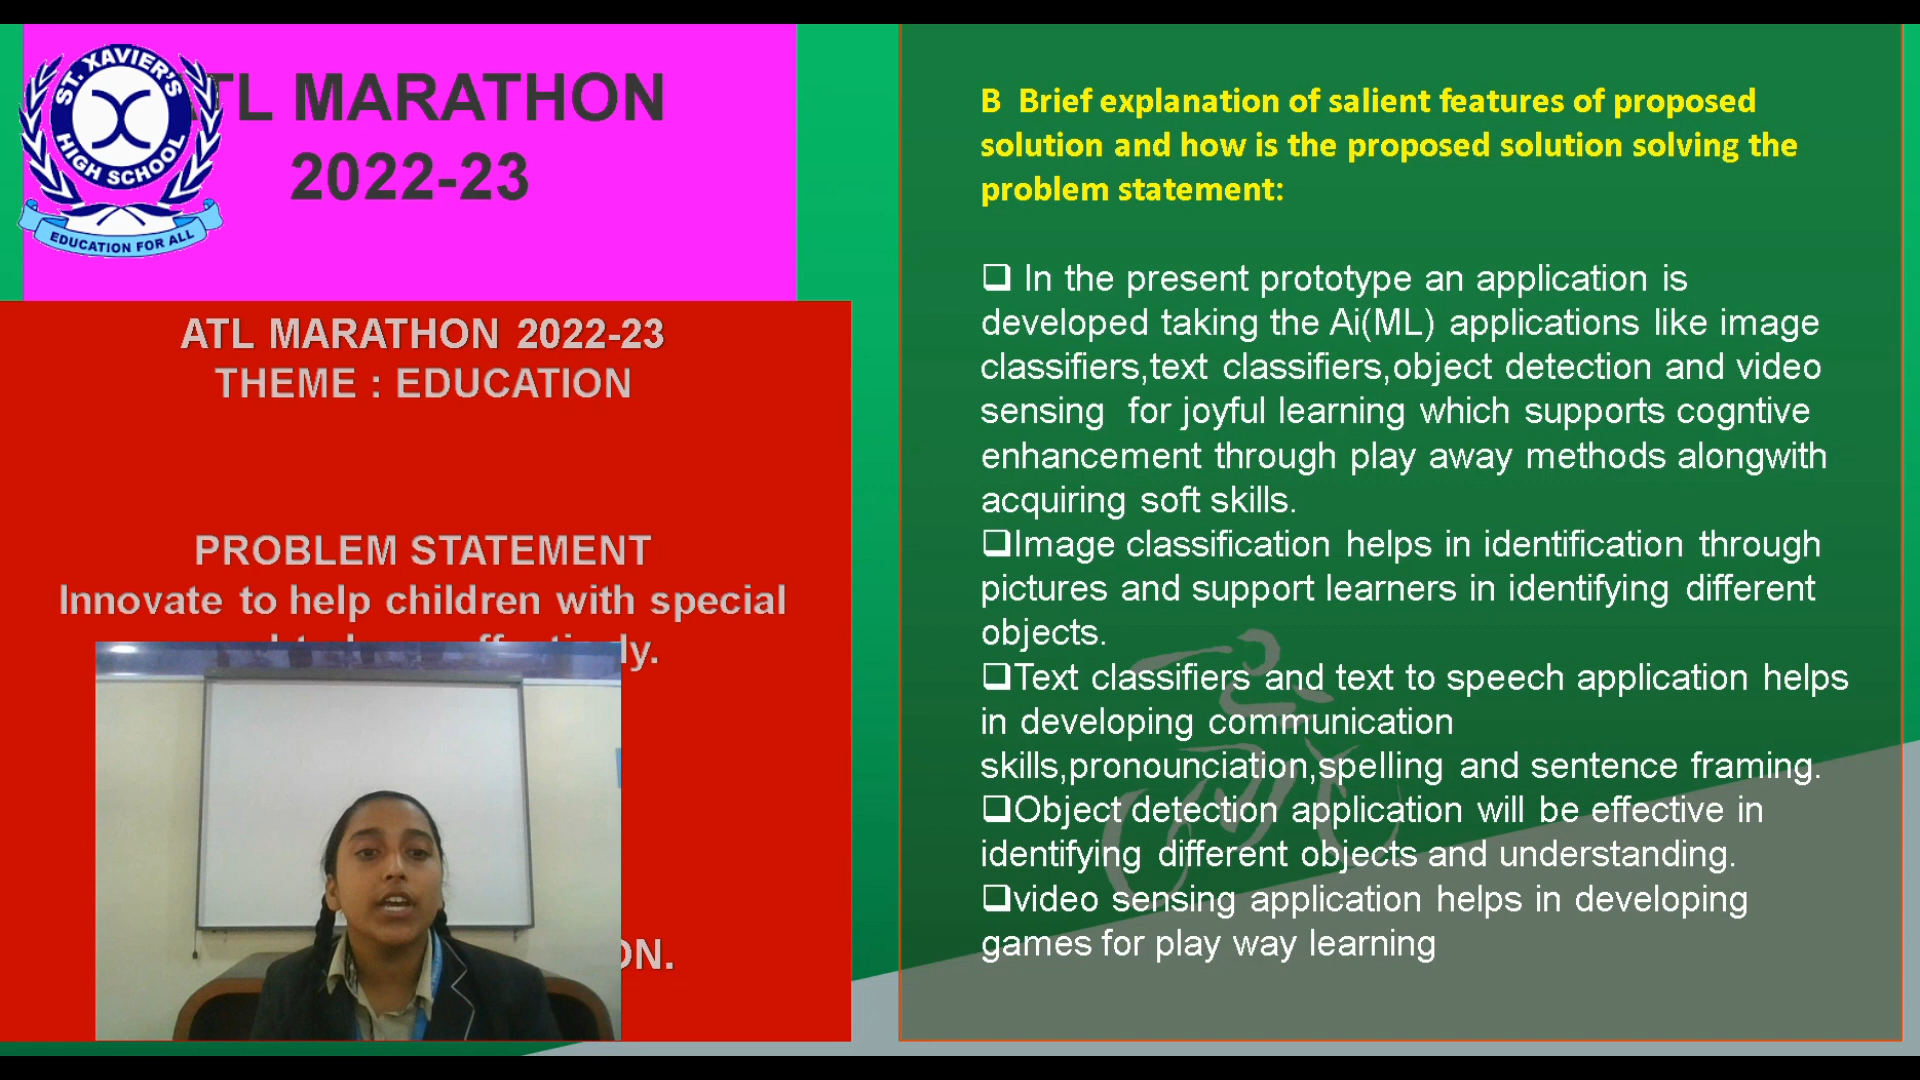 ST. XAVIER'S
HIGH SCHOOL
EDUCATION FOR ALL
ATL MARATHON
2022-23
ATL MARATHON 2022-23
THEME : EDUCATION
PROBLEM STATEMENT
Innovate to help children with special
B Brief explanation of salient features of proposed
solution and how is the proposed solution solving the
problem statement:
❑ In the present prototype an application is
developed taking the Ai(ML) applications like image
classifiers,text classifiers,object detection and video
sensing for joyful learning which supports cogntive
enhancement through play away methods alongwith
acquiring soft skills.
❑Image classification helps in identification through
pictures and support learners in identifying different
objects.
❑Text classifiers and text to speech application helps
in developing communication
skills,pronounciation,spelling and sentence framing.
❑Object detection application will be effective in
identifying different objects and understanding.
❑video sensing application helps in developing
games for play way learning